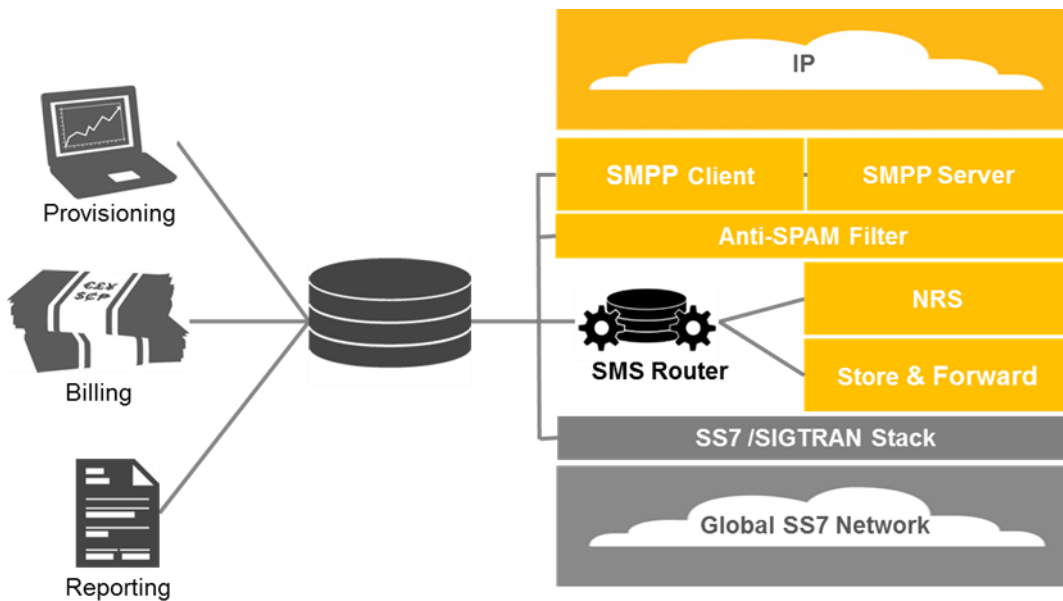 Provisioning
Billing
€£¥
$₵₽
Reporting
IP
SMPP Client
SMPP Server
Anti-SPAM Filter
SMS Router
NRS
Store & Forward
SS7 /SIGTRAN Stack
Global SS7 Network